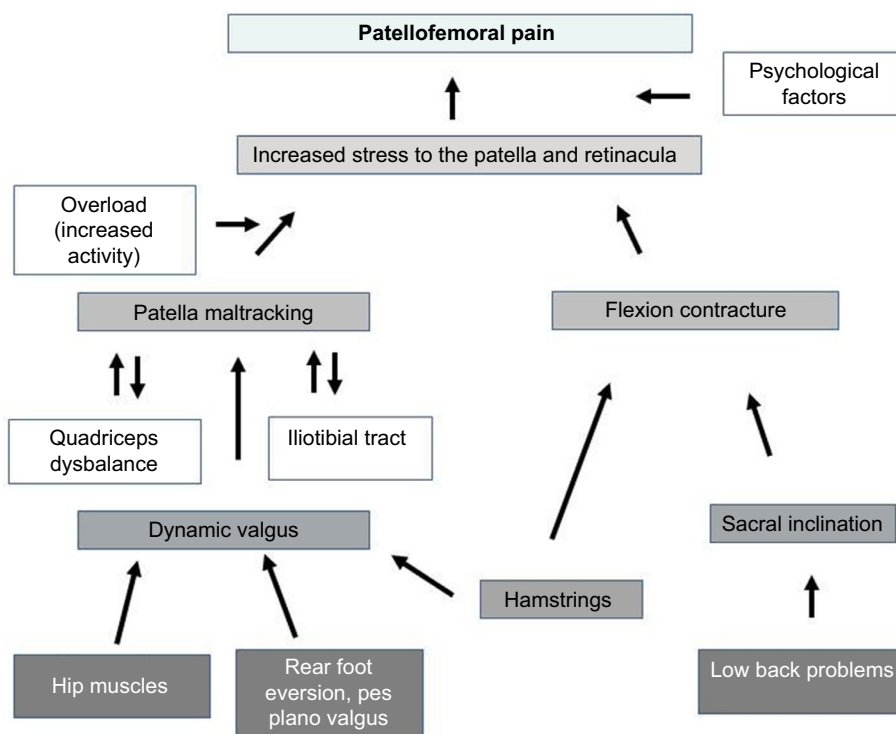 Patellofemoral pain
Psychological
factors
Increased stress to the patella and retinacula
Overload
(increased
activity)
Patella maltracking
Flexion contracture
Quadriceps
dysbalance
Iliotibial tract
Dynamic valgus
Sacral inclination
Hamstrings
Hip muscles
Rear foot
eversion, pes
plano valgus
Low back problems